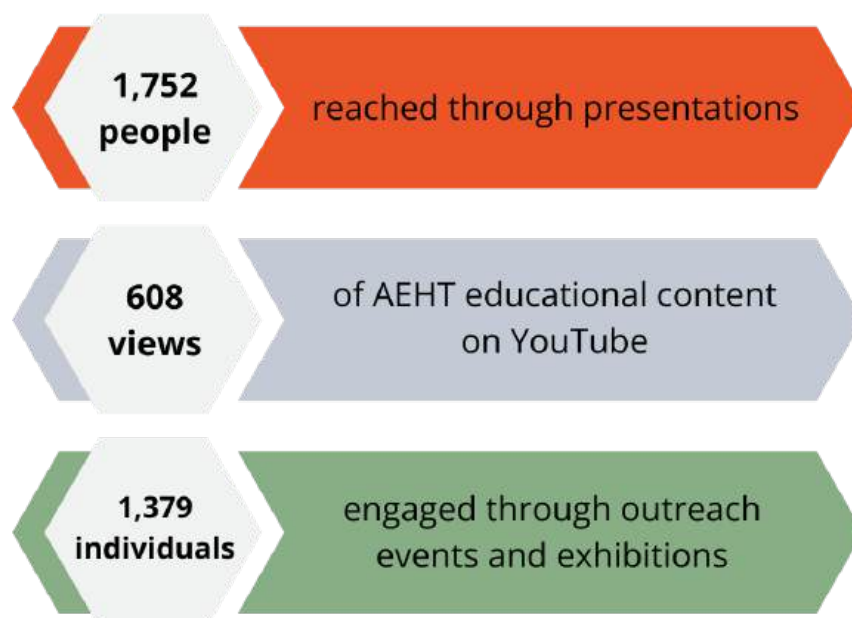 1,752
people
reached through presentations
608
views
of AEHT educational content
on YouTube
1,379
individuals
engaged through outreach
events and exhibitions